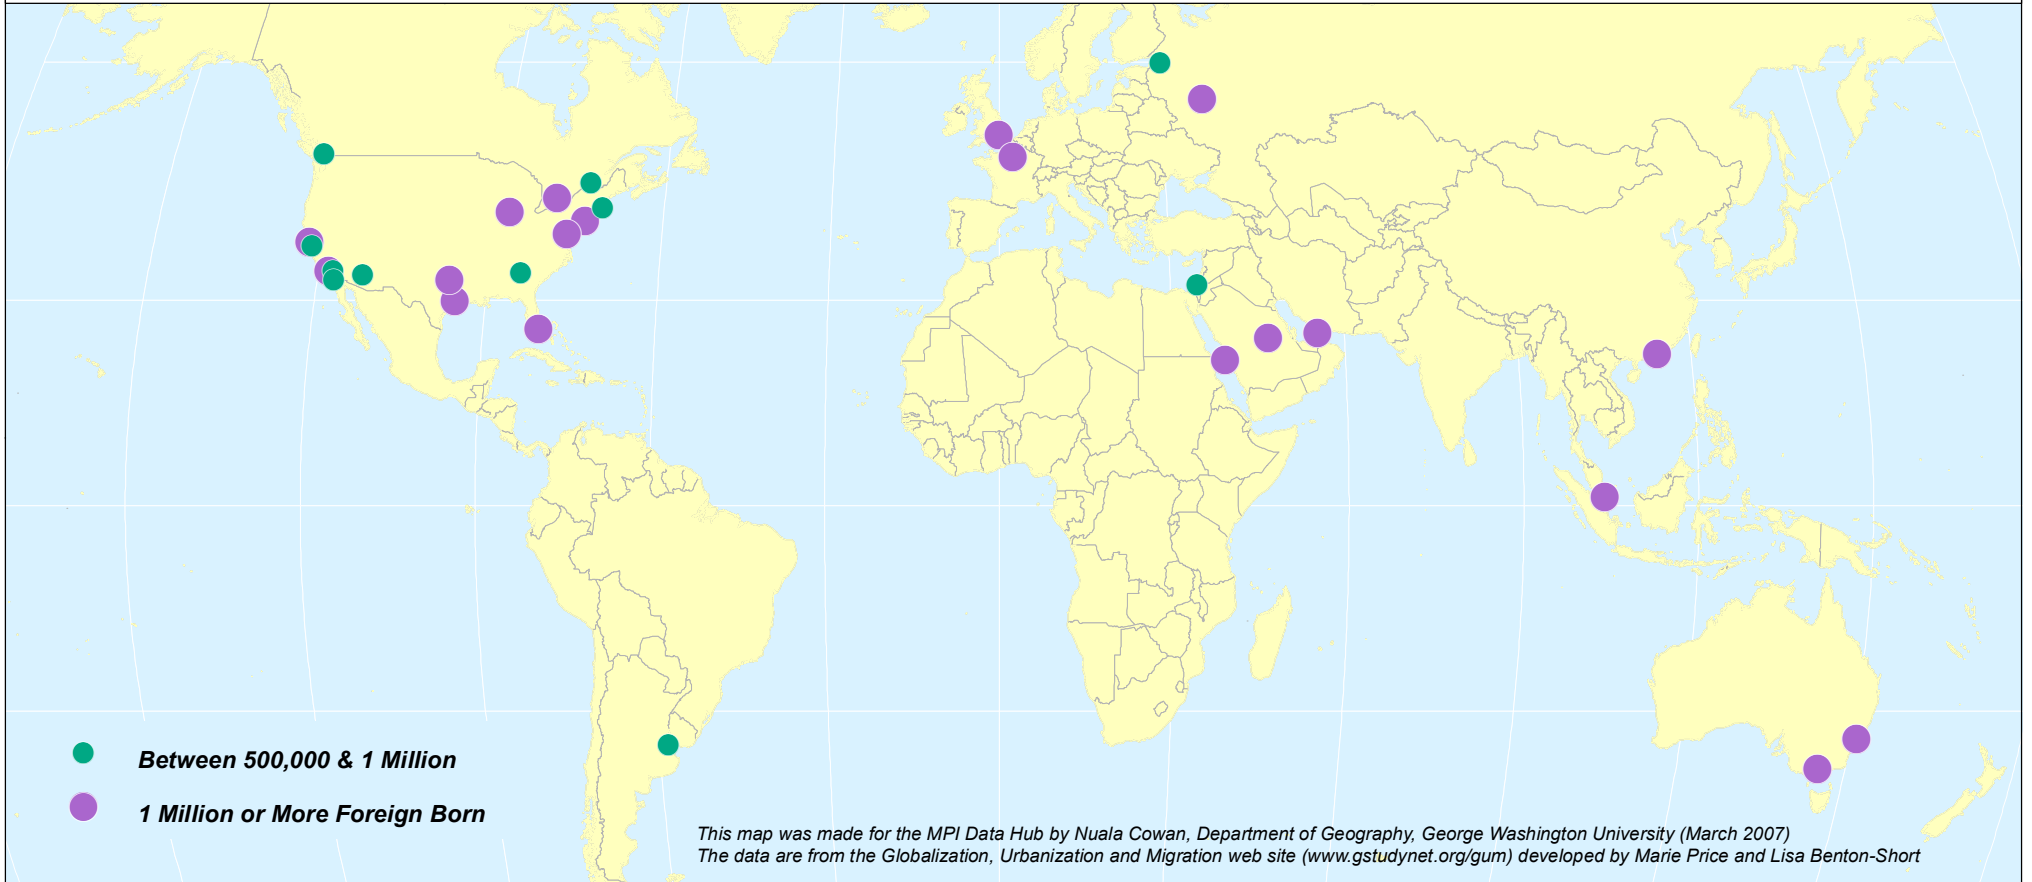 Between 500,000 & 1 Million
1 Million or More Foreign Born
This map was made for the MPI Data Hub by Nuala Cowan, Department of Geography, George Washington University (March 2007)
The data are from the Globalization, Urbanization and Migration web site (www.gstudynet.org/gum) developed by Marie Price and Lisa Benton-Short